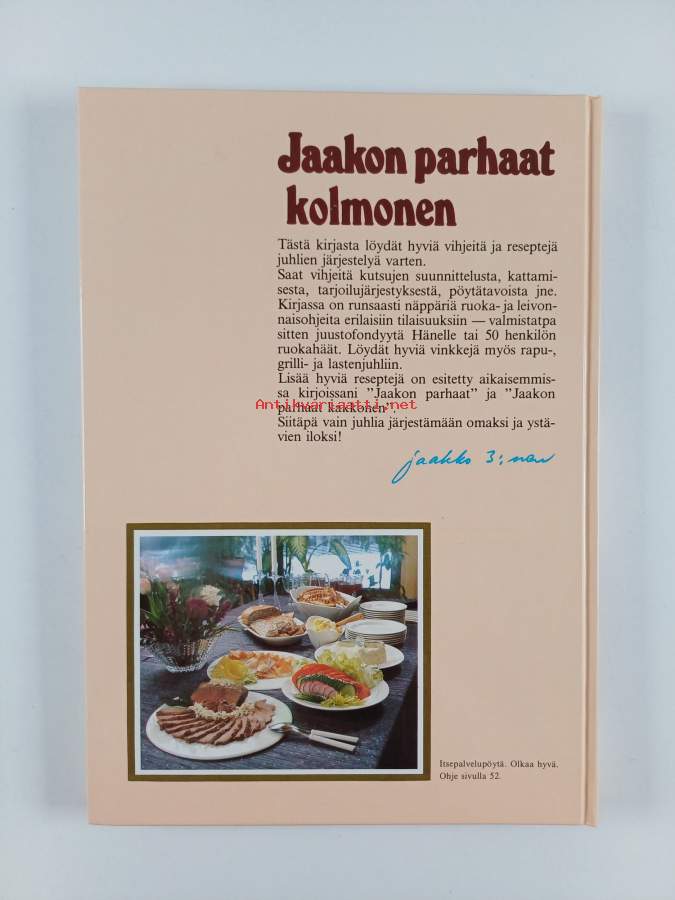 Jaakon parhaat
kolmonen
Tästä kirjasta löydät hyviä vihjeitä ja reseptejä
juhlien järjestelyä varten.
Saat vihjeitä kutsujen suunnittelusta, kattami-
sesta, tarjoilujärjestyksestä, pöytätavoista jne.
Kirjassa on runsaasti näppäriä ruoka- ja leivon-
naisohjeita erilaisiin tilaisuuksiin — valmistatpa
sitten juustofondyytä Hänelle tai 50 henkilön
ruokahäät. Löydät hyviä vinkkejä myös rapu-,
grilli- ja lastenjuhliin.
Lisää hyviä reseptejä on esitetty aikaisemmis-
sa kirjoissani ”Jaakon parhaat” ja ”Jaakon
Antikvariaatti.net
parhaat kakkonen”.
Siitäpä vain juhlia järjestämään omaksi ja ystä-
vien iloksi!
jaakko 3:nen
Itsepalvelupöytä. Olkaa hyvä.
Ohje sivulla 52.